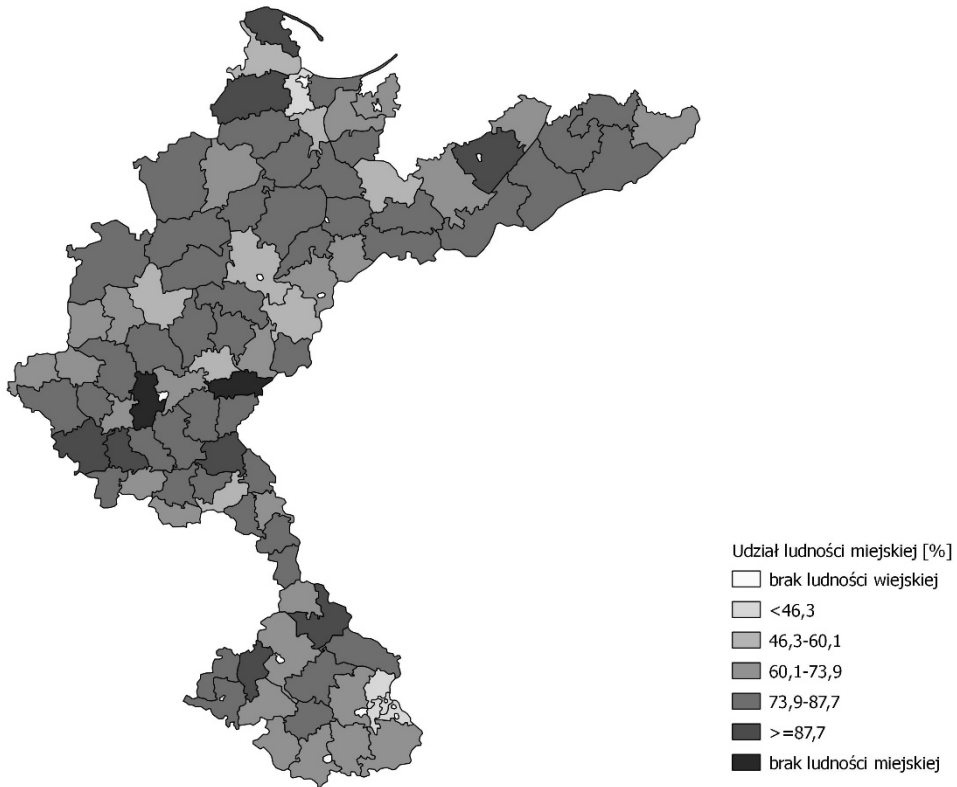 Udział ludności miejskiej [%]
brak ludności wiejskiej
<46,3
46,3-60,1
60,1-73,9
73,9-87,7
>=87,7
brak ludności miejskiej